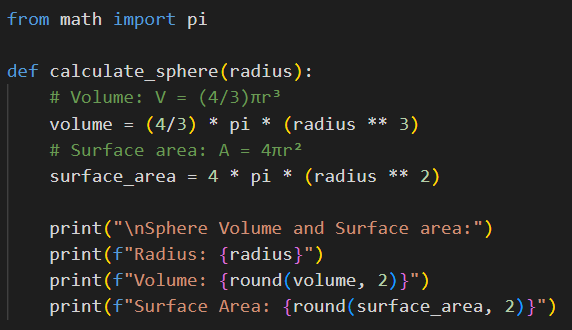 from math import pi
def calculate_sphere(radius):
# Volume: V = (4/3)πr³
volume = (4/3) * pi * (radius ** 3)
# Surface area: A = 4πr²
surface_area = 4 * pi * (radius ** 2)
print("\nSphere Volume and Surface area:")
print(f"Radius: {radius}")
print(f"Volume: {round(volume, 2)}")
print(f"Surface Area: {round(surface_area, 2)}")